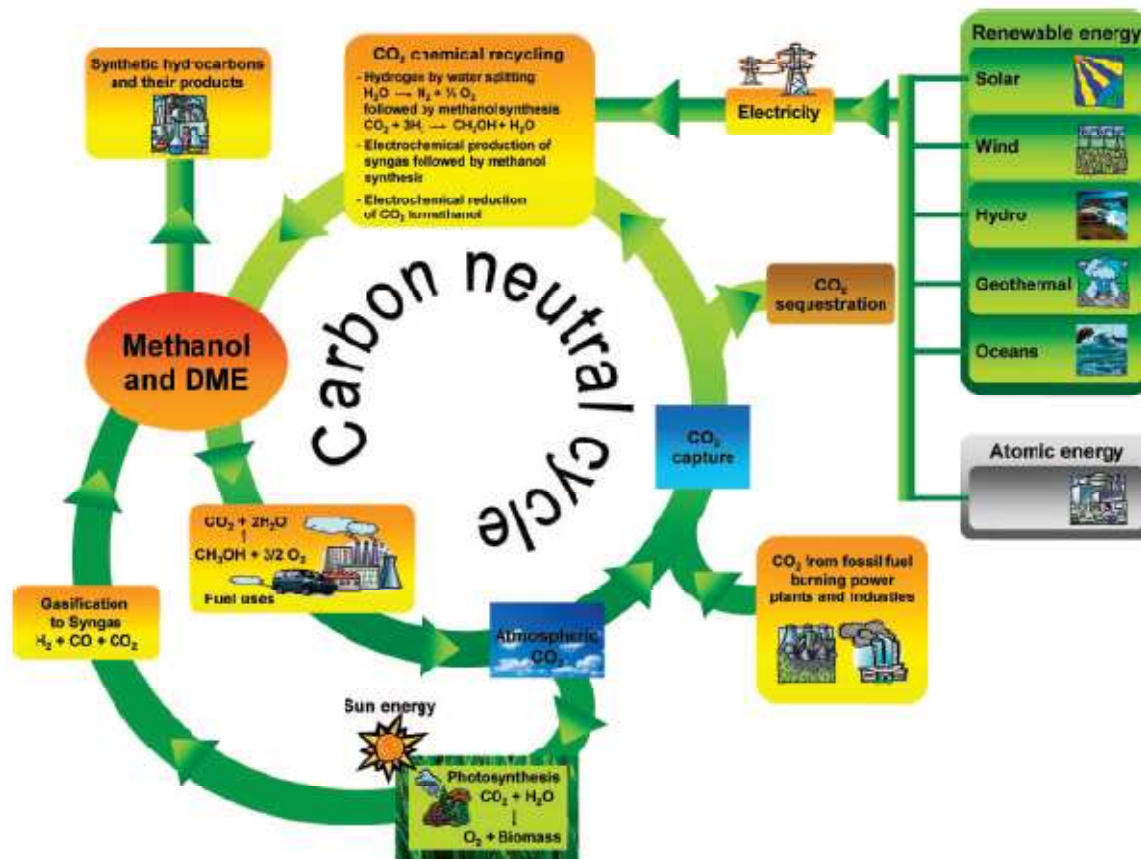 Synthetic hydrocarbons
and their products
CO₂ chemical recycling
- Hydrogen by water splitting
H₂O → H₂ + ½ O₂
followed by methanol synthesis
CO₂ + 3H₂ → CH₃OH + H₂O
- Electrochemical production of
syngas followed by methanol
synthesis
- Electrochemical reduction
of CO₂ to methanol
Electricity
Renewable energy
Solar
Wind
Hydro
Geothermal
Oceans
Atomic energy
CO₂
sequestration
Carbon neutral cycle
Methanol
and DME
CO₂
capture
CO₂ + 2H₂O
↑
CH₃OH + 3/2 O₂
Fuel uses
CO₂ from fossil fuel
burning power
plants and industies
Gasification
to Syngas
H₂ + CO + CO₂
Atmospheric
CO₂
Sun energy
Photosynthesis
CO₂ + H₂O
↓
O₂ + Biomass